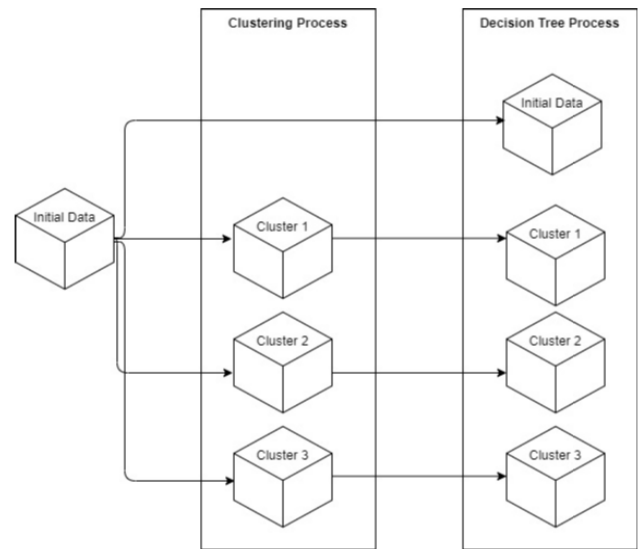 Clustering Process
Decision Tree Process
Initial Data
Initial Data
Cluster 1
Cluster 1
Cluster 2
Cluster 2
Cluster 3
Cluster 3